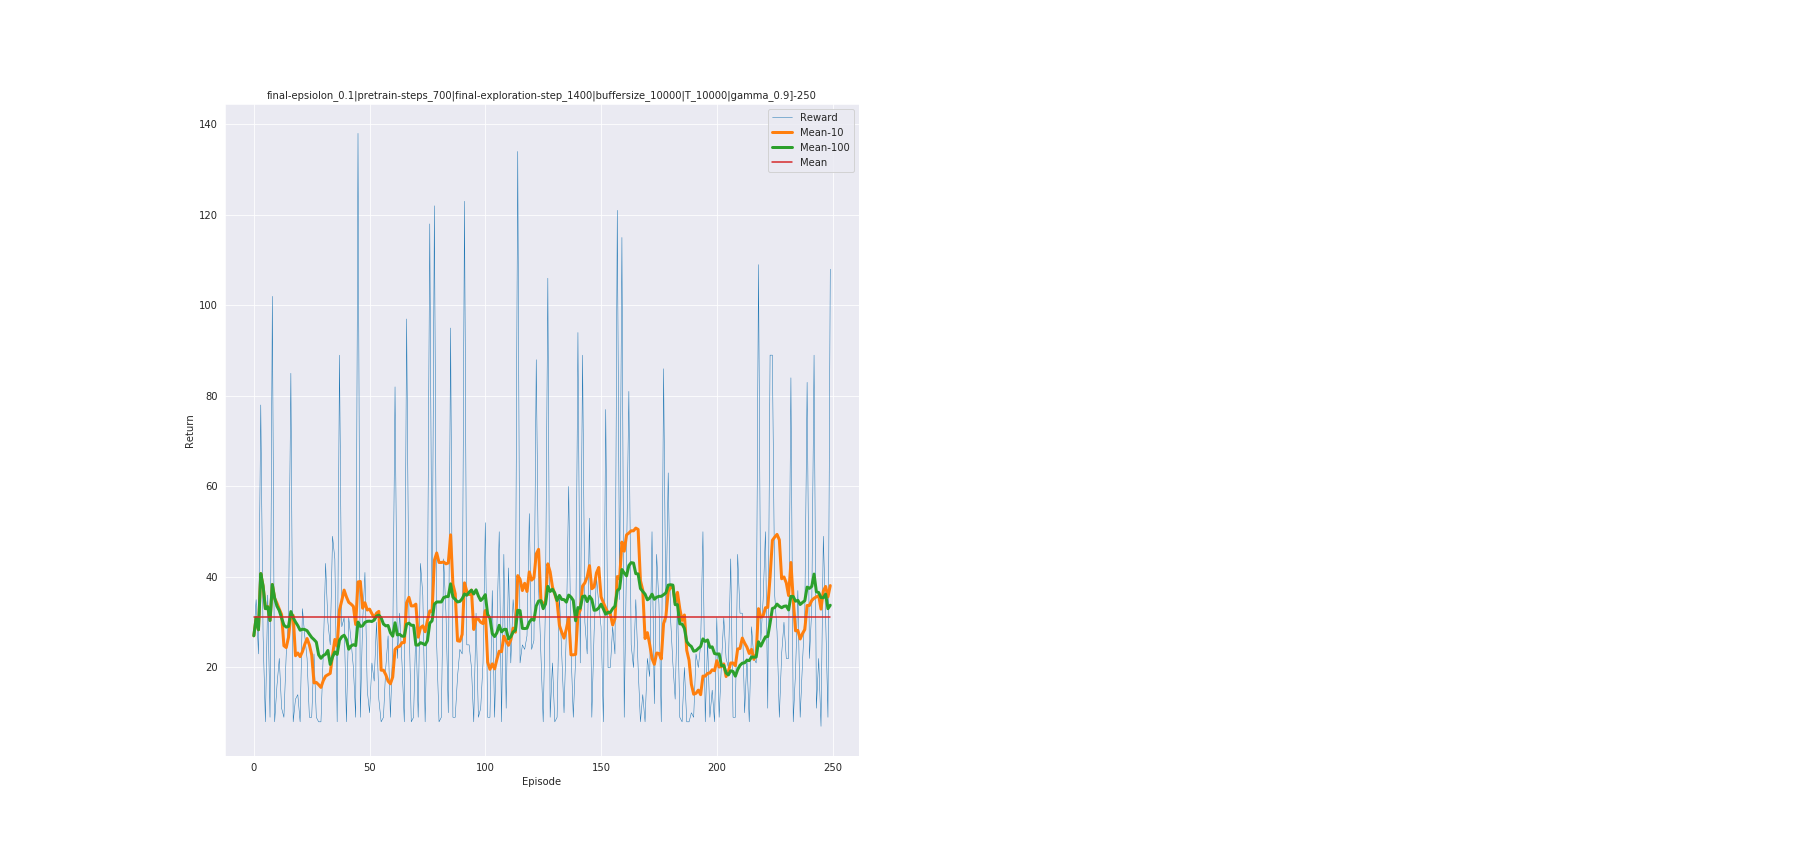 final-epsiolon_0.1|pretrain-steps_700|final-exploration-step_1400|buffersize_10000|T_10000|gamma_0.9]-250
Reward
Mean-10
Mean-100
Mean
140
120
100
80
60
40
20
Return
0 50 100 150 200 250
Episode